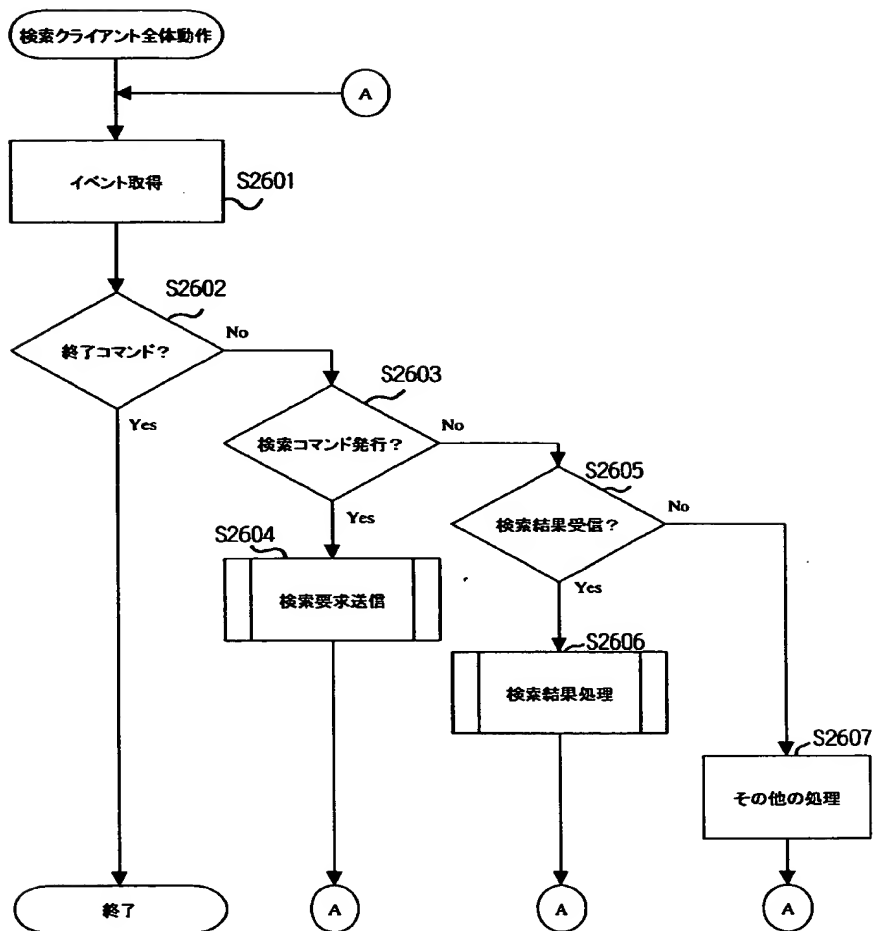 検索クライアント全体動作
A
イベント取得
S2601
S2602
終了コマンド?
No
Yes
S2603
検索コマンド発行?
No
Yes
S2605
検索結果受信?
No
Yes
S2604
検索要求送信
S2606
検索結果処理
S2607
その他の処理
終了
A
A
A